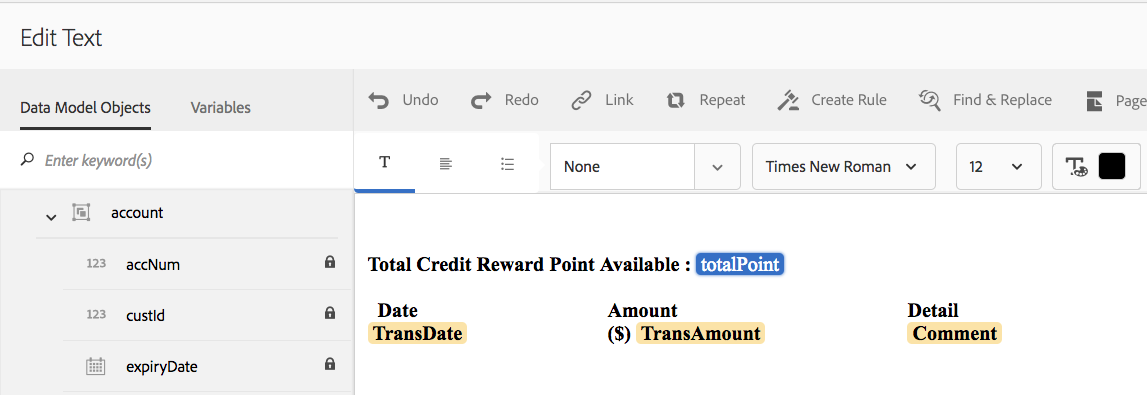 Edit Text
Data Model Objects Variables
Undo Redo Link Repeat Create Rule Find & Replace Page
Enter keyword(s)
T None Times New Roman 12 T
account
123 accNum
123 custId
expiryDate
Total Credit Reward Point Available : totalPoint
Date Amount Detail
TransDate ($) TransAmount Comment